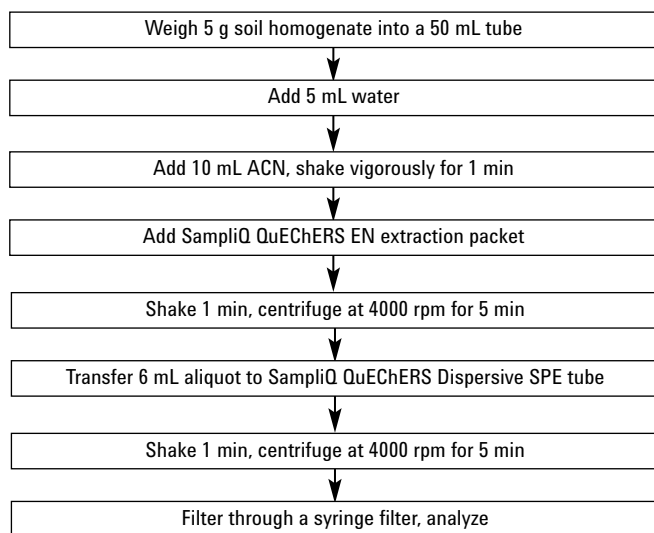 Weigh 5 g soil homogenate into a 50 mL tube
Add 5 mL water
Add 10 mL ACN, shake vigorously for 1 min
Add SampliQ QuEChERS EN extraction packet
Shake 1 min, centrifuge at 4000 rpm for 5 min
Transfer 6 mL aliquot to SampliQ QuEChERS Dispersive SPE tube
Shake 1 min, centrifuge at 4000 rpm for 5 min
Filter through a syringe filter, analyze